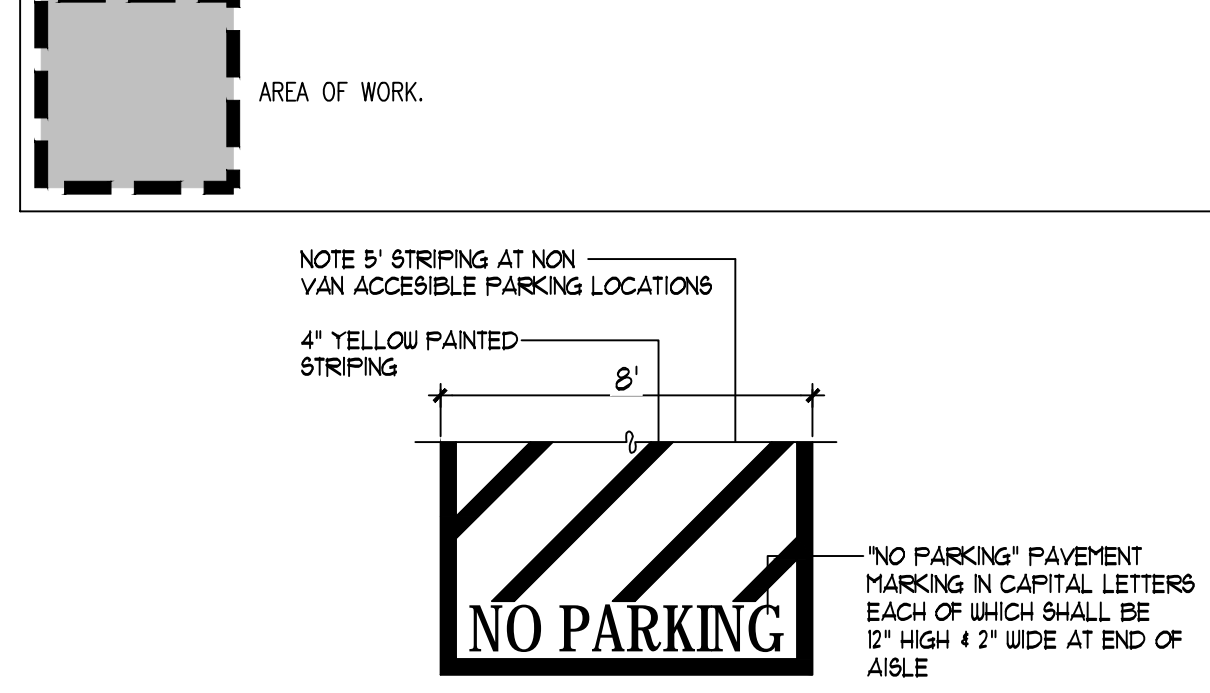 AREA OF WORK.
NOTE 5' STRIPING AT NON
VAN ACCESIBLE PARKING LOCATIONS
4" YELLOW PAINTED
STRIPING
8'
NO PARKING
"NO PARKING" PAVEMENT
MARKING IN CAPITAL LETTERS
EACH OF WHICH SHALL BE
12" HIGH & 2" WIDE AT END OF
AISLE